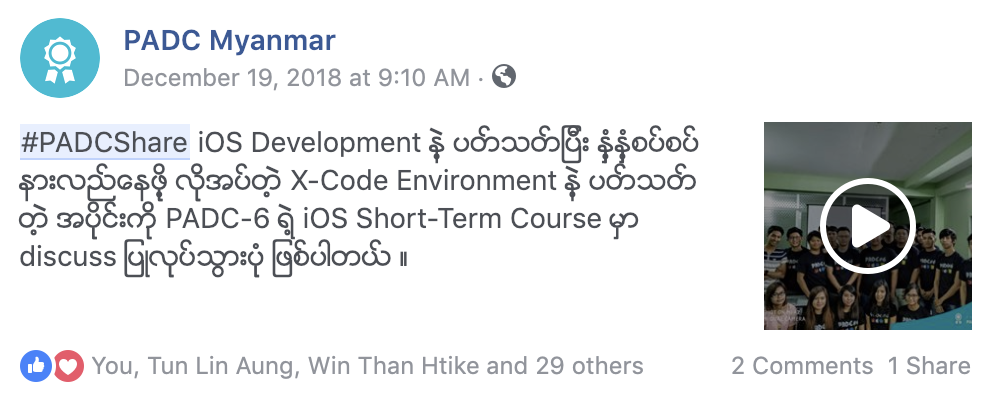 PADC Myanmar
December 19, 2018 at 9:10 AM ·
#PADCShare iOS Development နဲ့ ပတ်သတ်ပြီး နှံ့နှံ့စပ်စပ်
နားလည်နေဖို့ လိုအပ်တဲ့ X-Code Environment နဲ့ ပတ်သတ်
တဲ့ အပိုင်းကို PADC-6 ရဲ့ iOS Short-Term Course မှာ
discuss ပြုလုပ်သွားပုံ ဖြစ်ပါတယ် ။
You, Tun Lin Aung, Win Than Htike and 29 others
2 Comments 1 Share